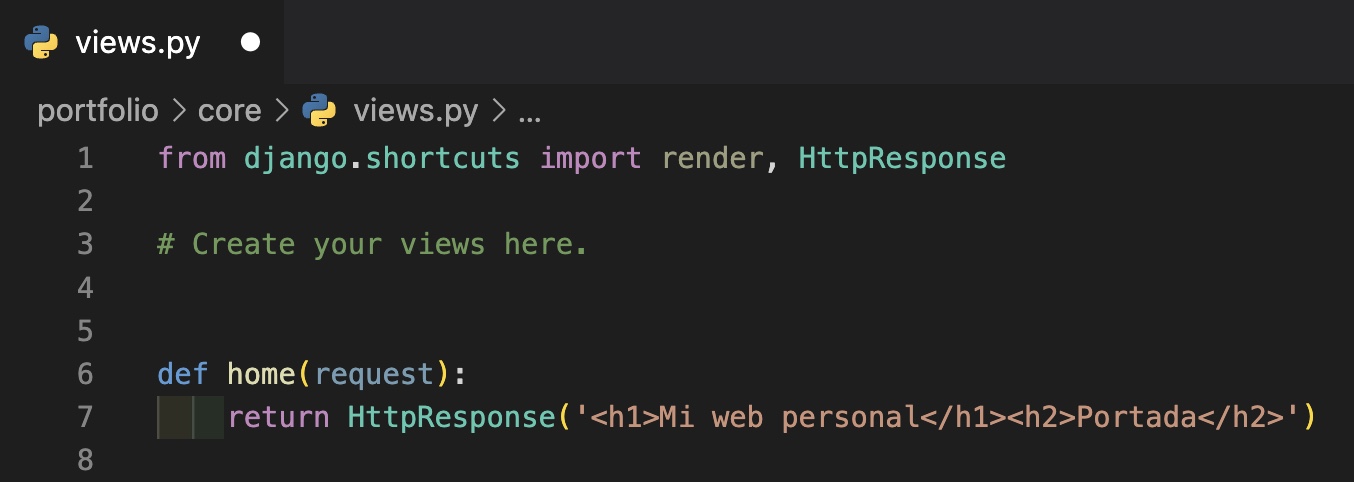 views.py
portfolio > core > views.py > ...
1 from django.shortcuts import render, HttpResponse
2
3 # Create your views here.
4
5
6 def home(request):
7     return HttpResponse('<h1>Mi web personal</h1><h2>Portada</h2>')
8